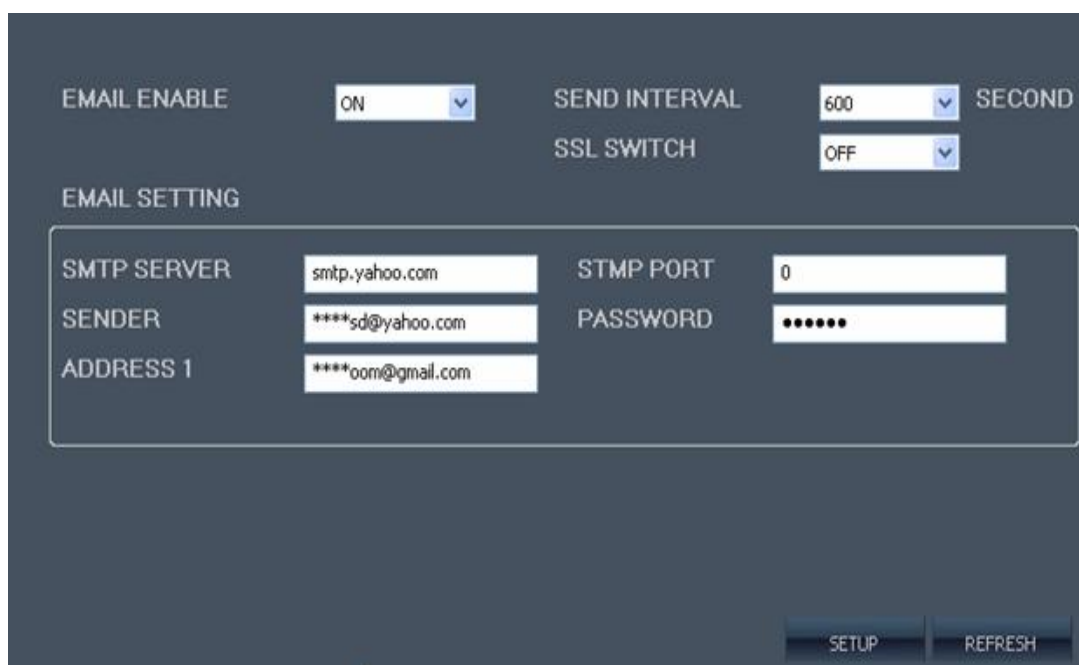 EMAIL ENABLE ON SEND INTERVAL 600 SECOND
SSL SWITCH OFF
EMAIL SETTING
SMTP SERVER smtp.yahoo.com STMP PORT 0
SENDER ****sd@yahoo.com PASSWORD ●●●●●●
ADDRESS 1 ****oom@gmail.com
SETUP REFRESH